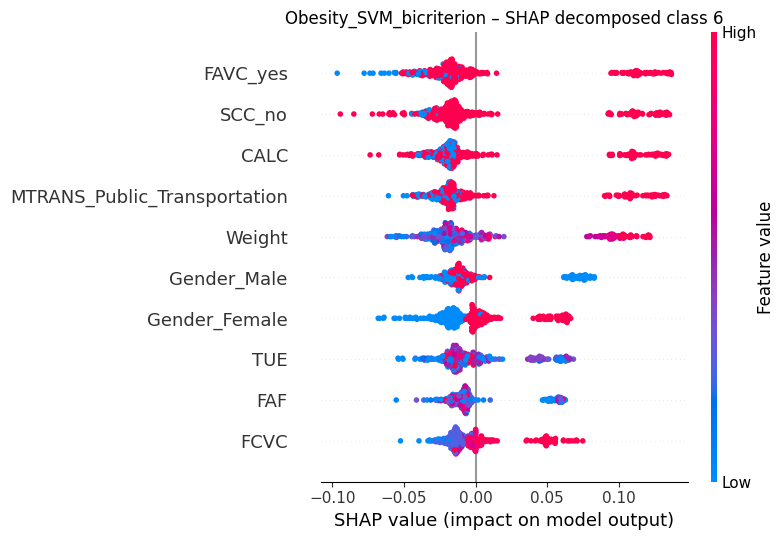 Obesity_SVM_bicriterion – SHAP decomposed class 6
High
FAVC_yes
SCC_no
CALC
MTRANS_Public_Transportation
Weight
Gender_Male
Gender_Female
TUE
FAF
FCVC
Feature value
Low
−0.10 −0.05 0.00 0.05 0.10
SHAP value (impact on model output)